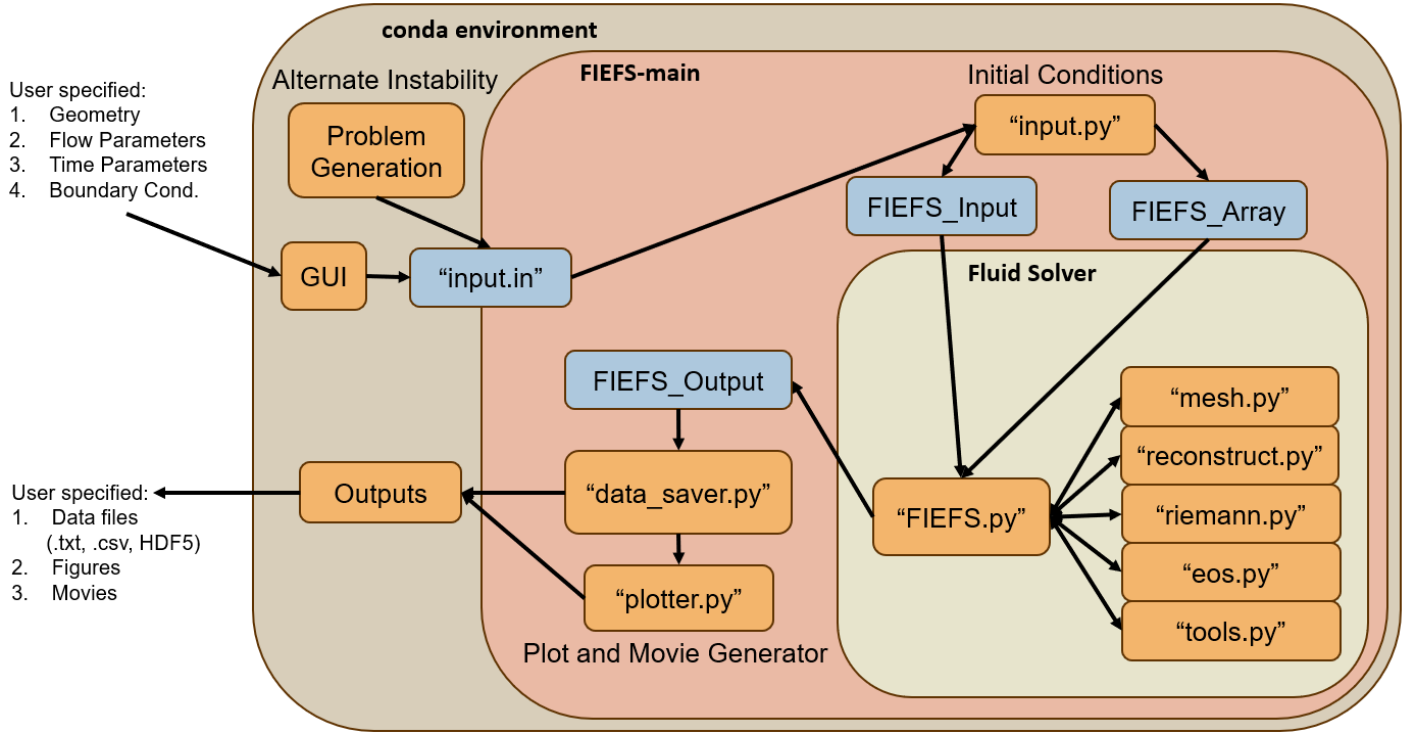 conda environment
Alternate Instability
FIEFS-main
Initial Conditions
User specified:
1. Geometry
2. Flow Parameters
3. Time Parameters
4. Boundary Cond.
Problem
Generation
“input.py”
FIEFS_Input
FIEFS_Array
GUI
“input.in”
Fluid Solver
FIEFS_Output
“mesh.py”
“reconstruct.py”
“riemann.py”
“eos.py”
“tools.py”
“FIEFS.py”
“data_saver.py”
“plotter.py”
Plot and Movie Generator
Outputs
User specified:
1. Data files
(.txt, .csv, HDF5)
2. Figures
3. Movies